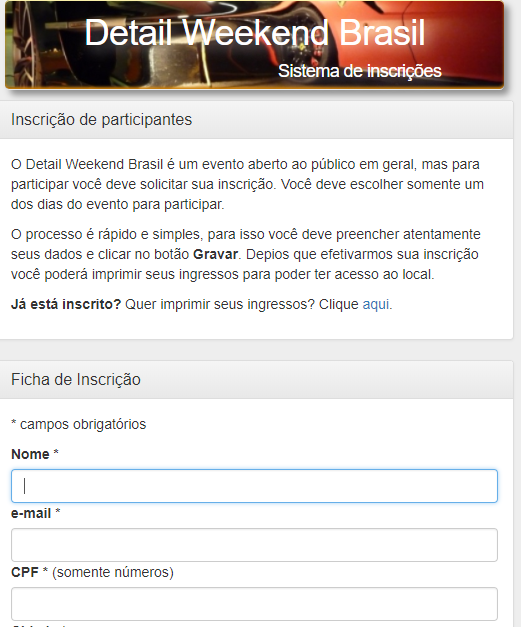 Detail Weekend Brasil
Sistema de inscrições
Inscrição de participantes
O Detail Weekend Brasil é um evento aberto ao público em geral, mas para
participar você deve solicitar sua inscrição. Você deve escolher somente um
dos dias do evento para participar.
O processo é rápido e simples, para isso você deve preencher atentamente
seus dados e clicar no botão Gravar. Depios que efetivarmos sua inscrição
você poderá imprimir seus ingressos para poder ter acesso ao local.
Já está inscrito? Quer imprimir seus ingressos? Clique aqui.
Ficha de Inscrição
* campos obrigatórios
Nome *
e-mail *
CPF * (somente números)